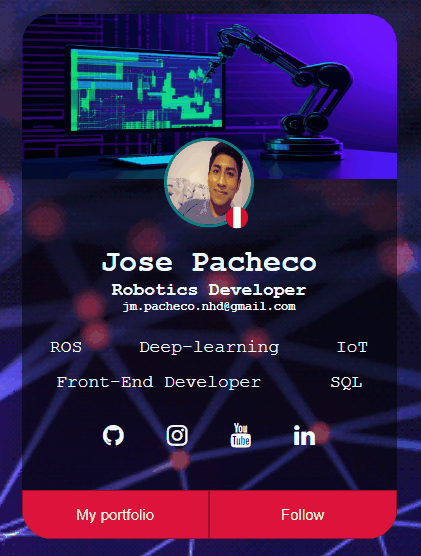 Jose Pacheco
Robotics Developer
jm.pacheco.nhd@gmail.com
ROS Deep-learning IoT
Front-End Developer SQL
You
Tube
in
My portfolio Follow